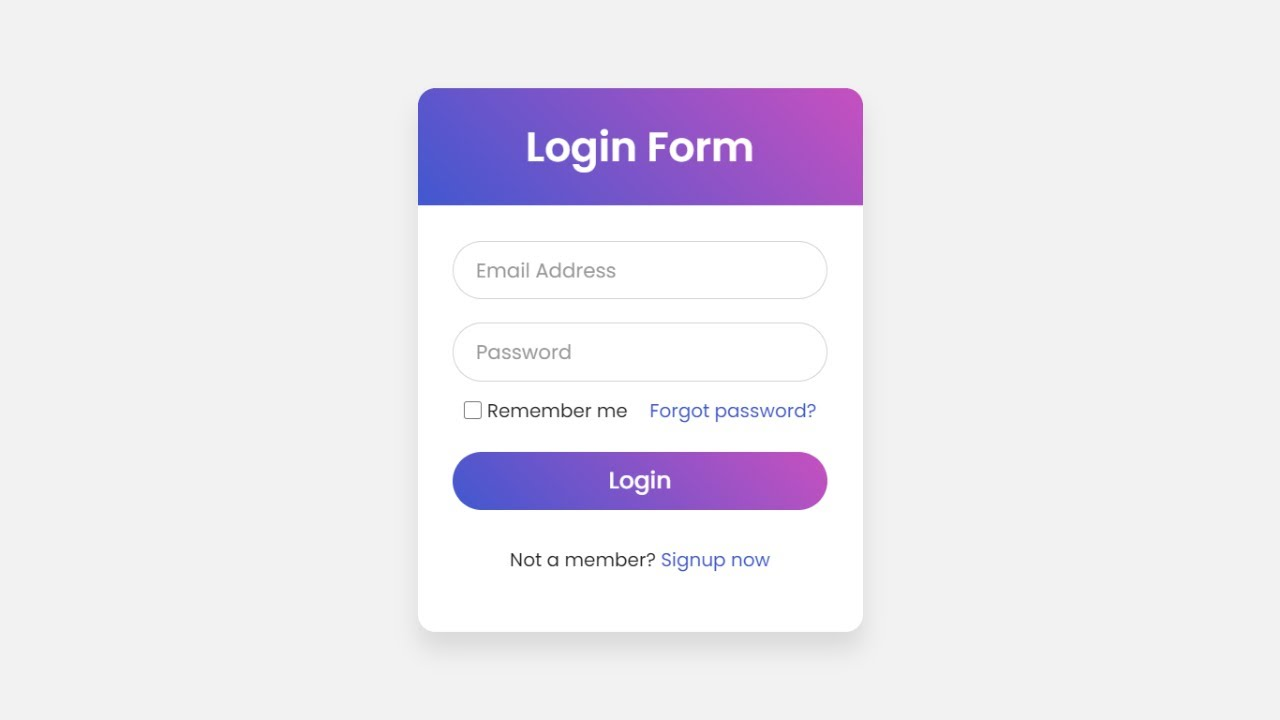 Login Form
Email Address
Password
Remember me Forgot password?
Login
Not a member? Signup now